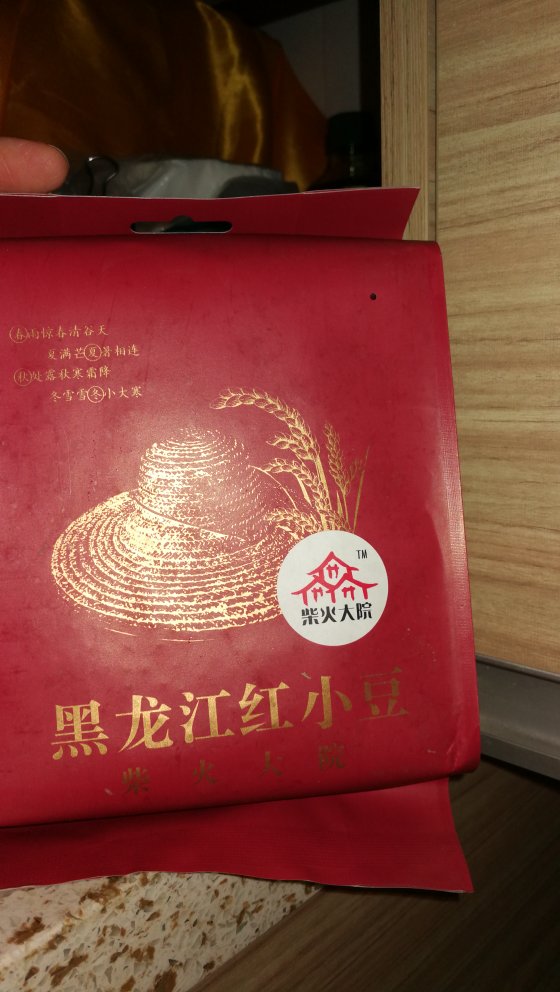 春雨惊春清谷天
夏满芒夏暑相连
秋处露秋寒霜降
冬雪雪冬小大寒
TM
柴火大院
黑龙江红小豆
柴火大院